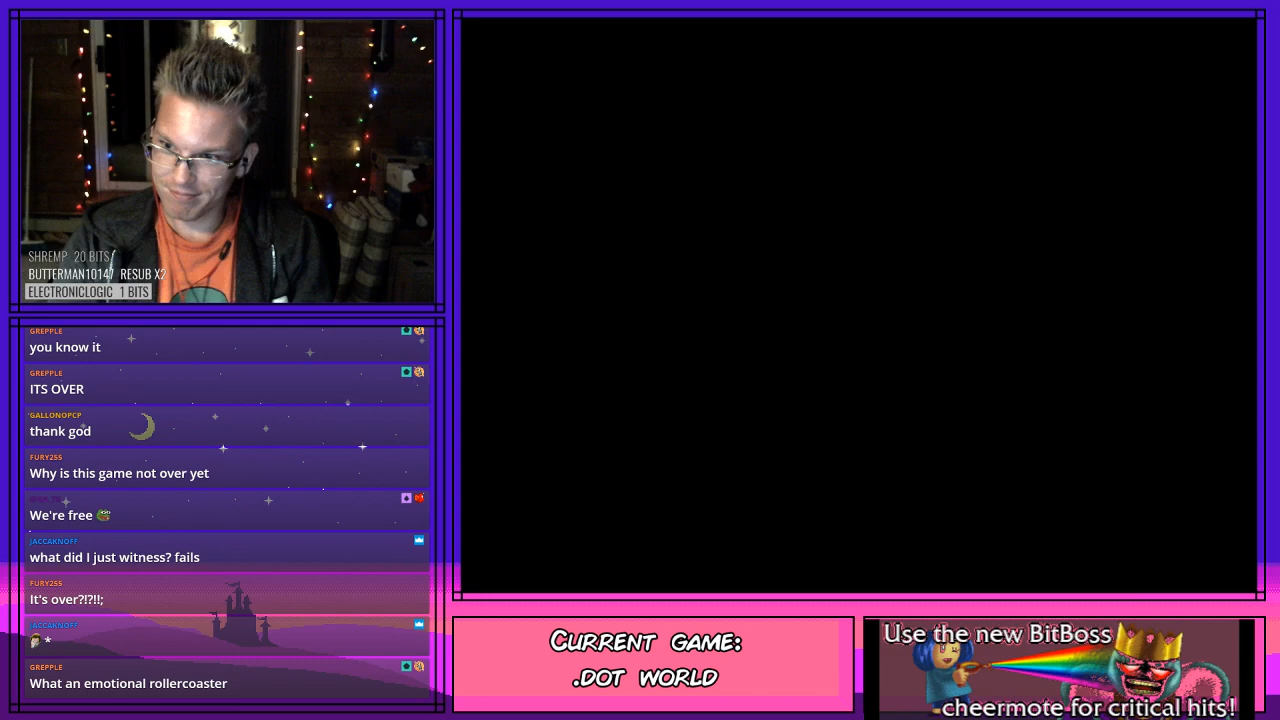 SHREMP 20 BITS
BUTTERMAN10147 RESUB X2
ELECTRONICLOGIC 1 BITS
GREPPLE
you know it
GREPPLE
ITS OVER
GALLONOPCP
thank god
FURY255
Why is this game not over yet
We're free
JACCAKNOFF
what did I just witness? fails
FURY255
It's over?!?!!;
JACCAKNOFF
*
GREPPLE
What an emotional rollercoaster
CURRENT GAME:
.DOT WORLD
Use the new BitBoss
cheermote for critical hits!